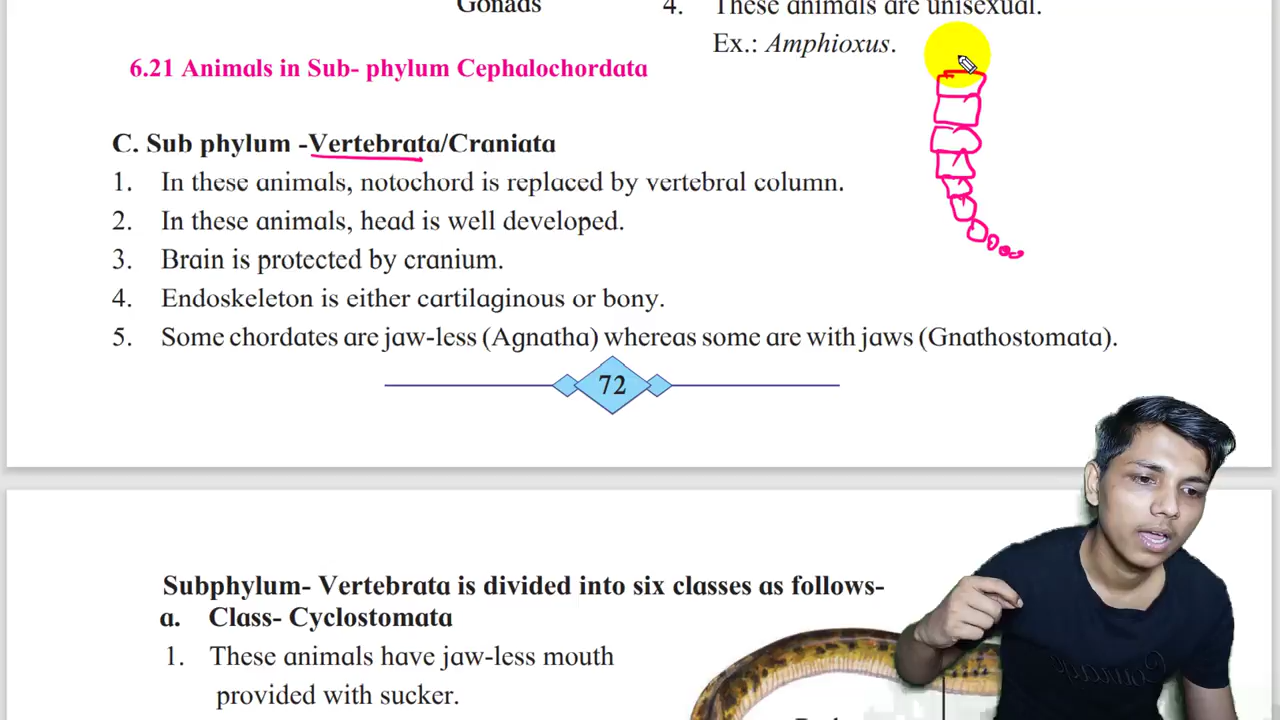 Gonads
4. These animals are unisexual.
Ex.: Amphioxus.
6.21 Animals in Sub- phylum Cephalochordata
C. Sub phylum -Vertebrata/Craniata
1. In these animals, notochord is replaced by vertebral column.
2. In these animals, head is well developed.
3. Brain is protected by cranium.
4. Endoskeleton is either cartilaginous or bony.
5. Some chordates are jaw-less (Agnatha) whereas some are with jaws (Gnathostomata).
72
Subphylum- Vertebrata is divided into six classes as follows-
a. Class- Cyclostomata
1. These animals have jaw-less mouth
provided with sucker.